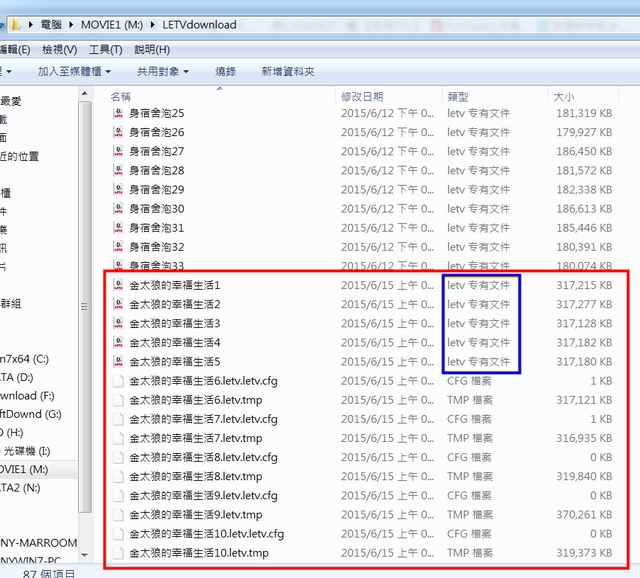 電腦 ▸ MOVIE1 (M:) ▸ LETVdownload
編輯(E) 檢視(V) 工具(T) 說明(H)
加入至媒體櫃 共用對象 燒錄 新增資料夾
名稱 修改日期 類型 大小
身宿舍泡25 2015/6/12 下午 0... letv 专有文件 181,319 KB
身宿舍泡26 2015/6/12 下午 0... letv 专有文件 179,927 KB
身宿舍泡27 2015/6/12 下午 0... letv 专有文件 186,450 KB
身宿舍泡28 2015/6/12 下午 0... letv 专有文件 181,572 KB
身宿舍泡29 2015/6/12 下午 0... letv 专有文件 182,338 KB
身宿舍泡30 2015/6/12 下午 0... letv 专有文件 186,613 KB
身宿舍泡31 2015/6/12 下午 0... letv 专有文件 185,446 KB
身宿舍泡32 2015/6/12 下午 0... letv 专有文件 180,391 KB
身宿舍泡33 2015/6/12 下午 0... letv 专有文件 180,074 KB
金太狼的幸福生活1 2015/6/15 上午 0... letv 专有文件 317,215 KB
金太狼的幸福生活2 2015/6/15 上午 0... letv 专有文件 317,277 KB
金太狼的幸福生活3 2015/6/15 上午 0... letv 专有文件 317,128 KB
金太狼的幸福生活4 2015/6/15 上午 0... letv 专有文件 317,182 KB
金太狼的幸福生活5 2015/6/15 上午 0... letv 专有文件 317,180 KB
金太狼的幸福生活6.letv.letv.cfg 2015/6/15 上午 0... CFG 檔案 1 KB
金太狼的幸福生活6.letv.tmp 2015/6/15 上午 0... TMP 檔案 317,121 KB
金太狼的幸福生活7.letv.letv.cfg 2015/6/15 上午 0... CFG 檔案 1 KB
金太狼的幸福生活7.letv.tmp 2015/6/15 上午 0... TMP 檔案 316,935 KB
金太狼的幸福生活8.letv.letv.cfg 2015/6/15 上午 0... CFG 檔案 0 KB
金太狼的幸福生活8.letv.tmp 2015/6/15 上午 0... TMP 檔案 319,840 KB
金太狼的幸福生活9.letv.letv.cfg 2015/6/15 上午 0... CFG 檔案 0 KB
金太狼的幸福生活9.letv.tmp 2015/6/15 上午 0... TMP 檔案 370,261 KB
金太狼的幸福生活10.letv.letv.cfg 2015/6/15 上午 0... CFG 檔案 0 KB
金太狼的幸福生活10.letv.tmp 2015/6/15 上午 0... TMP 檔案 319,373 KB
最愛
載
面
近的位置
櫃
件
樂
訊
片
群組
n7x64 (C:)
TA (D:)
wnload (F:)
ftDownd (G:)
D (H:)
光碟機 (I:)
OVIE1 (M:)
TA2 (N:)
NY-MARROOM
NYWIN7-PC
87 個項目